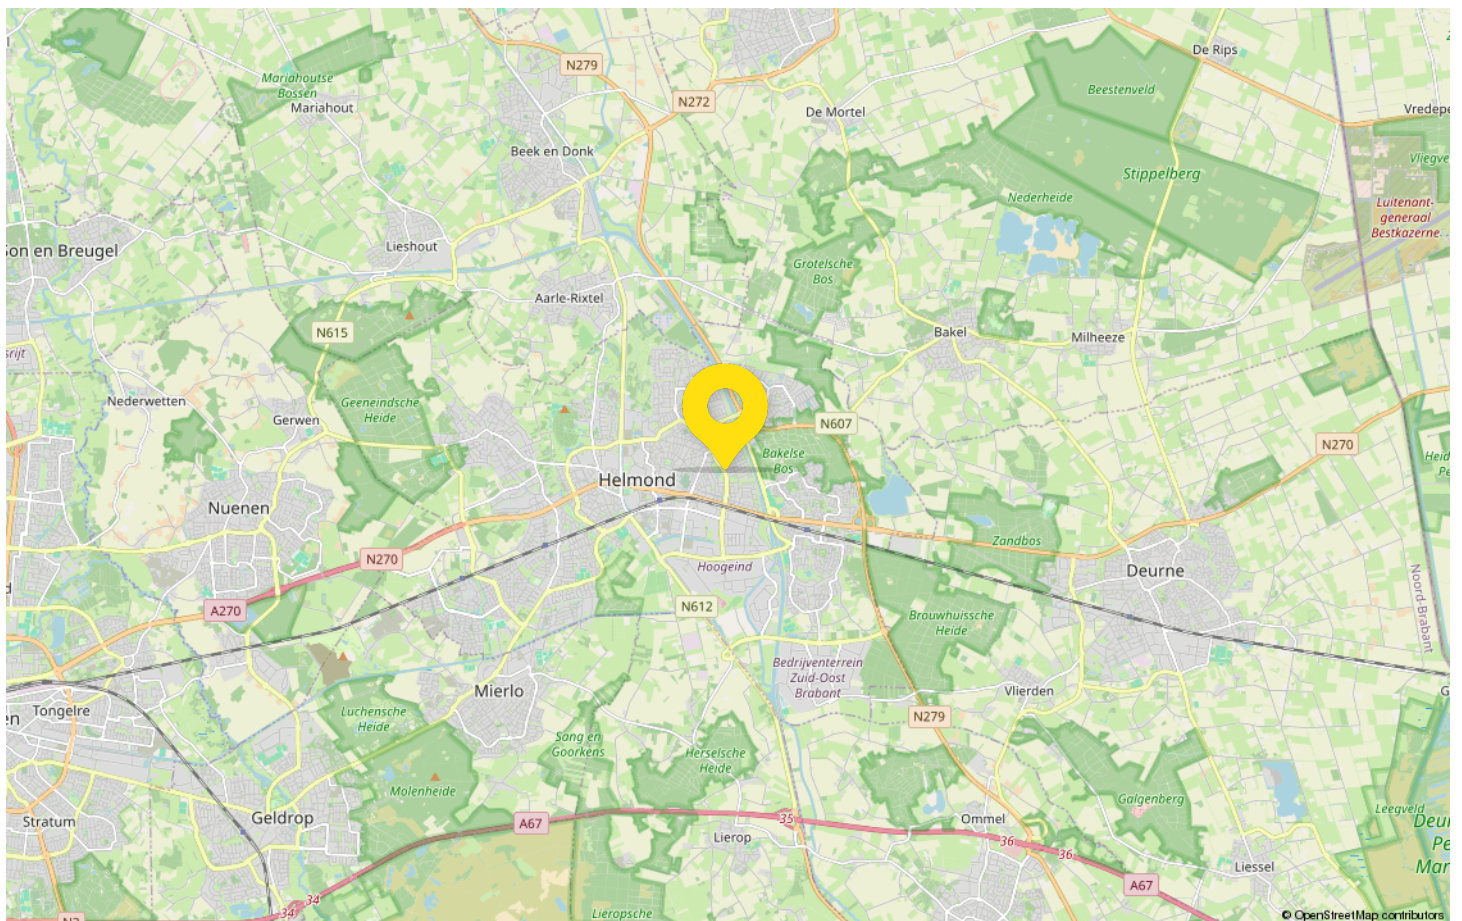 De Rips
N279
Mariahoutse
Bossen
Mariahout
N272
De Mortel
Beestenveld
Beek en Donk
Stippelberg
Nederheide
Luitenant-
generaal
Bestkazerne
Lieshout
Son en Breugel
Grotelsche
Bos
Aarle-Rixtel
N615
Bakel
Milheeze
Nederwetten
Geeneindsche
Heide
Gerwen
N607
N270
Bakelse
Bos
Helmond
Nuenen
Zandbos
N270
Hoogeind
Deurne
A270
N612
Noord-Brabant
Brouwhuissche
Heide
Bedrijventerrein
Zuid-Oost
Brabant
Mierlo
Vlierden
Tongelre
Luchensche
Heide
N279
Sang en
Goorkens
Herselsche
Heide
Molenheide
Galgenberg
Leegveld
Geldrop
Stratum
A67
35
Ommel
Lierop
36
36
Liessel
A67
34
34
Lieropsche
© OpenStreetMap contributors